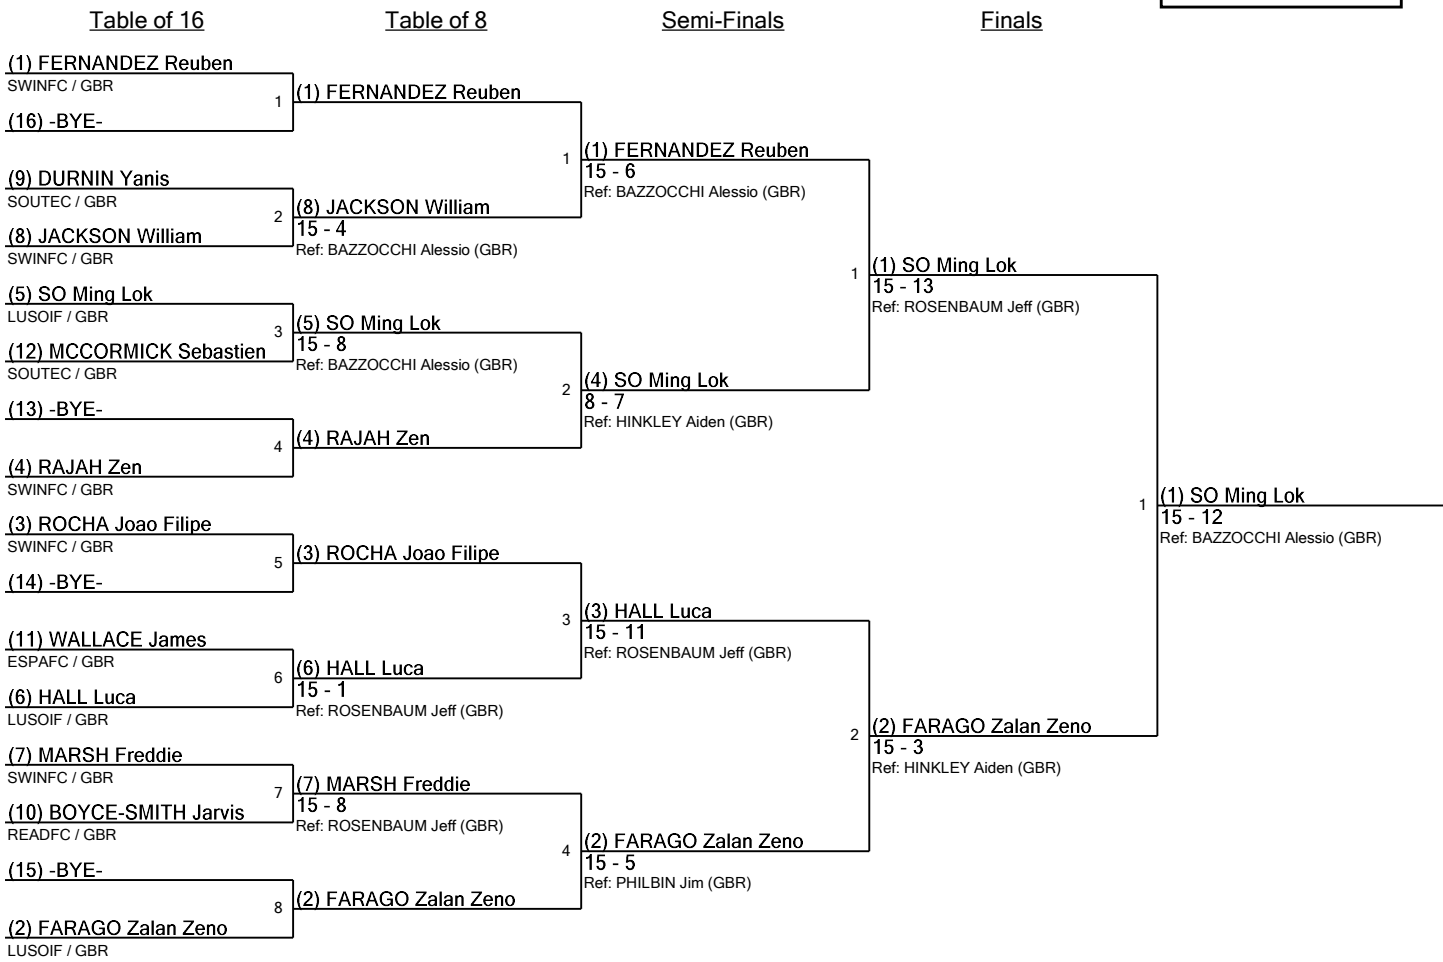 Table of 16
Table of 8
Semi-Finals
Finals
(1) FERNANDEZ Reuben
SWINFC / GBR
1
(16) -BYE-
(9) DURNIN Yanis
SOUTEC / GBR
2
(8) JACKSON William
SWINFC / GBR
(5) SO Ming Lok
LUSOIF / GBR
3
(12) MCCORMICK Sebastien
SOUTEC / GBR
(13) -BYE-
4
(4) RAJAH Zen
SWINFC / GBR
(3) ROCHA Joao Filipe
SWINFC / GBR
5
(14) -BYE-
(11) WALLACE James
ESPAFC / GBR
6
(6) HALL Luca
LUSOIF / GBR
(7) MARSH Freddie
SWINFC / GBR
7
(10) BOYCE-SMITH Jarvis
READFC / GBR
(15) -BYE-
8
(2) FARAGO Zalan Zeno
LUSOIF / GBR
(1) FERNANDEZ Reuben
1
(8) JACKSON William
15 - 4
Ref: BAZZOCCHI Alessio (GBR)
(5) SO Ming Lok
15 - 8
Ref: BAZZOCCHI Alessio (GBR)
2
(4) RAJAH Zen
(3) ROCHA Joao Filipe
3
(6) HALL Luca
15 - 1
Ref: ROSENBAUM Jeff (GBR)
(7) MARSH Freddie
15 - 8
Ref: ROSENBAUM Jeff (GBR)
4
(2) FARAGO Zalan Zeno
(1) FERNANDEZ Reuben
15 - 6
Ref: BAZZOCCHI Alessio (GBR)
1
(4) SO Ming Lok
8 - 7
Ref: HINKLEY Aiden (GBR)
(3) HALL Luca
15 - 11
Ref: ROSENBAUM Jeff (GBR)
2
(2) FARAGO Zalan Zeno
15 - 5
Ref: PHILBIN Jim (GBR)
(1) SO Ming Lok
15 - 13
Ref: ROSENBAUM Jeff (GBR)
1
(2) FARAGO Zalan Zeno
15 - 3
Ref: HINKLEY Aiden (GBR)
(1) SO Ming Lok
15 - 12
Ref: BAZZOCCHI Alessio (GBR)